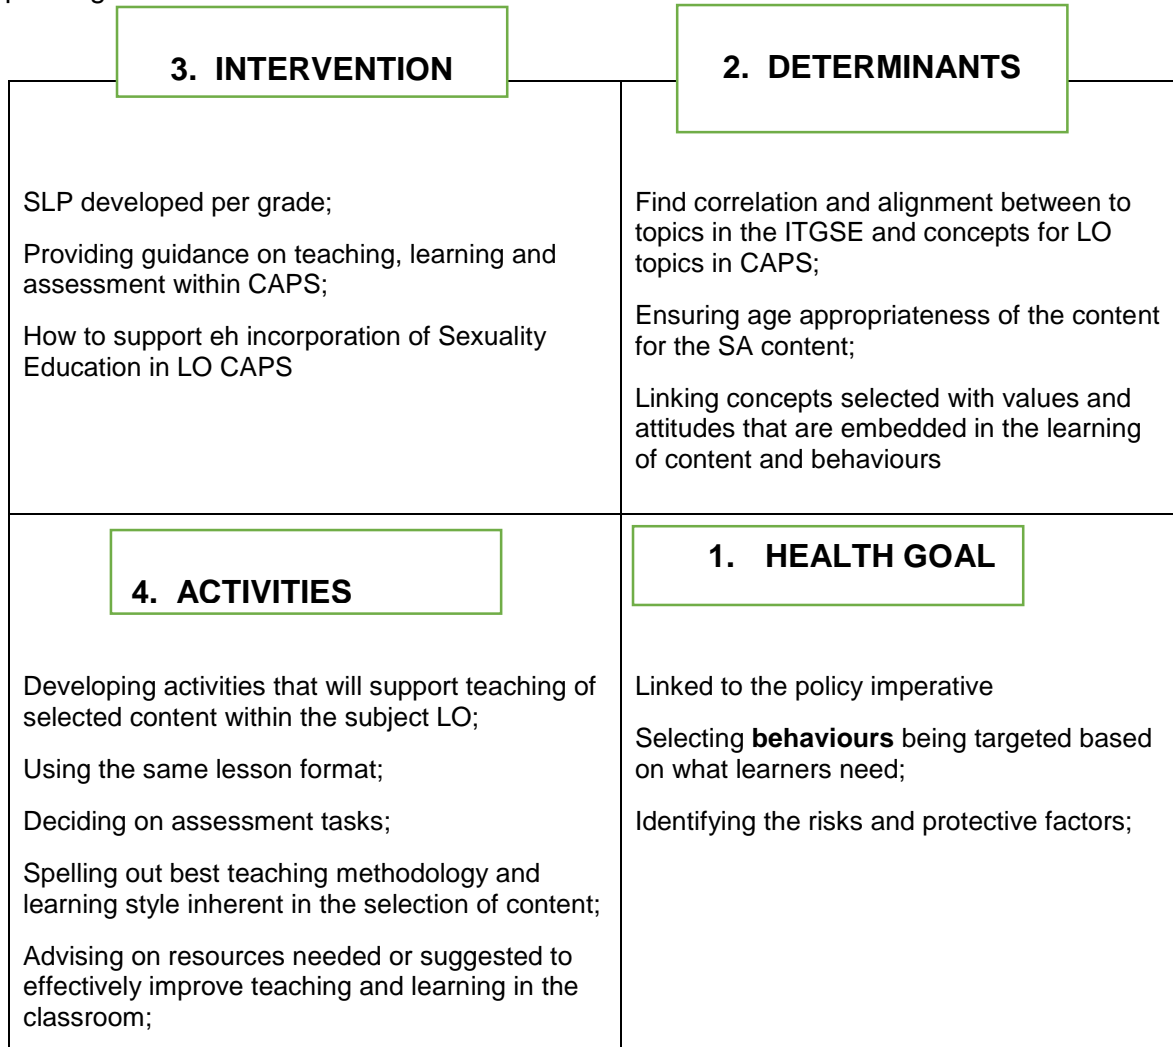 3. INTERVENTION
SLP developed per grade;
Providing guidance on teaching, learning and
assessment within CAPS;
How to support eh incorporation of Sexuality
Education in LO CAPS
2. DETERMINANTS
Find correlation and alignment between to
topics in the ITGSE and concepts for LO
topics in CAPS;
Ensuring age appropriateness of the content
for the SA content;
Linking concepts selected with values and
attitudes that are embedded in the learning
of content and behaviours
4. ACTIVITIES
Developing activities that will support teaching of
selected content within the subject LO;
Using the same lesson format;
Deciding on assessment tasks;
Spelling out best teaching methodology and
learning style inherent in the selection of content;
Advising on resources needed or suggested to
effectively improve teaching and learning in the
classroom;
1. HEALTH GOAL
Linked to the policy imperative
Selecting behaviours being targeted based
on what learners need;
Identifying the risks and protective factors;